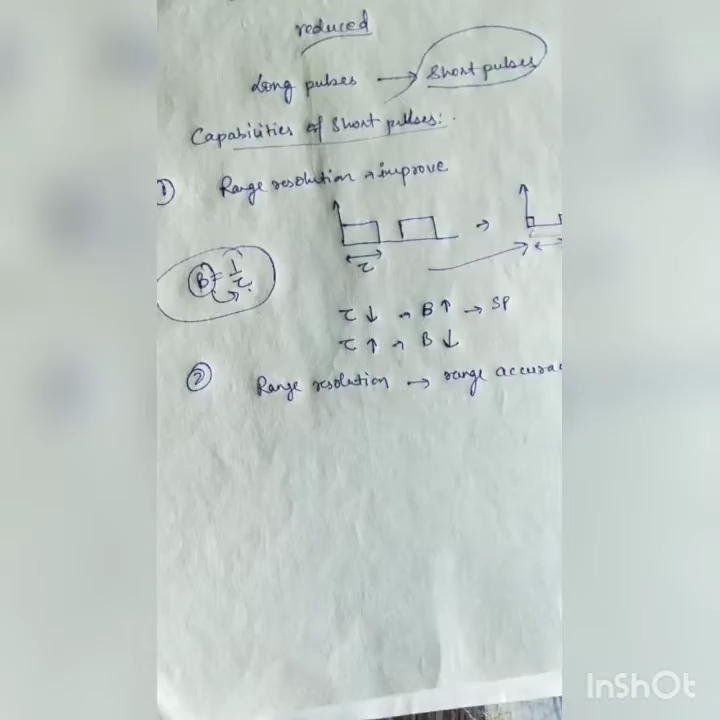 reduced
Long pulses → Short pulses
Capabilities of Short pulses:
1) Range resolution → improve
τ
B = 1/τ
τ ↓ → B ↑ → SP
τ ↑ → B ↓
② Range resolution → range accurac
InShOt